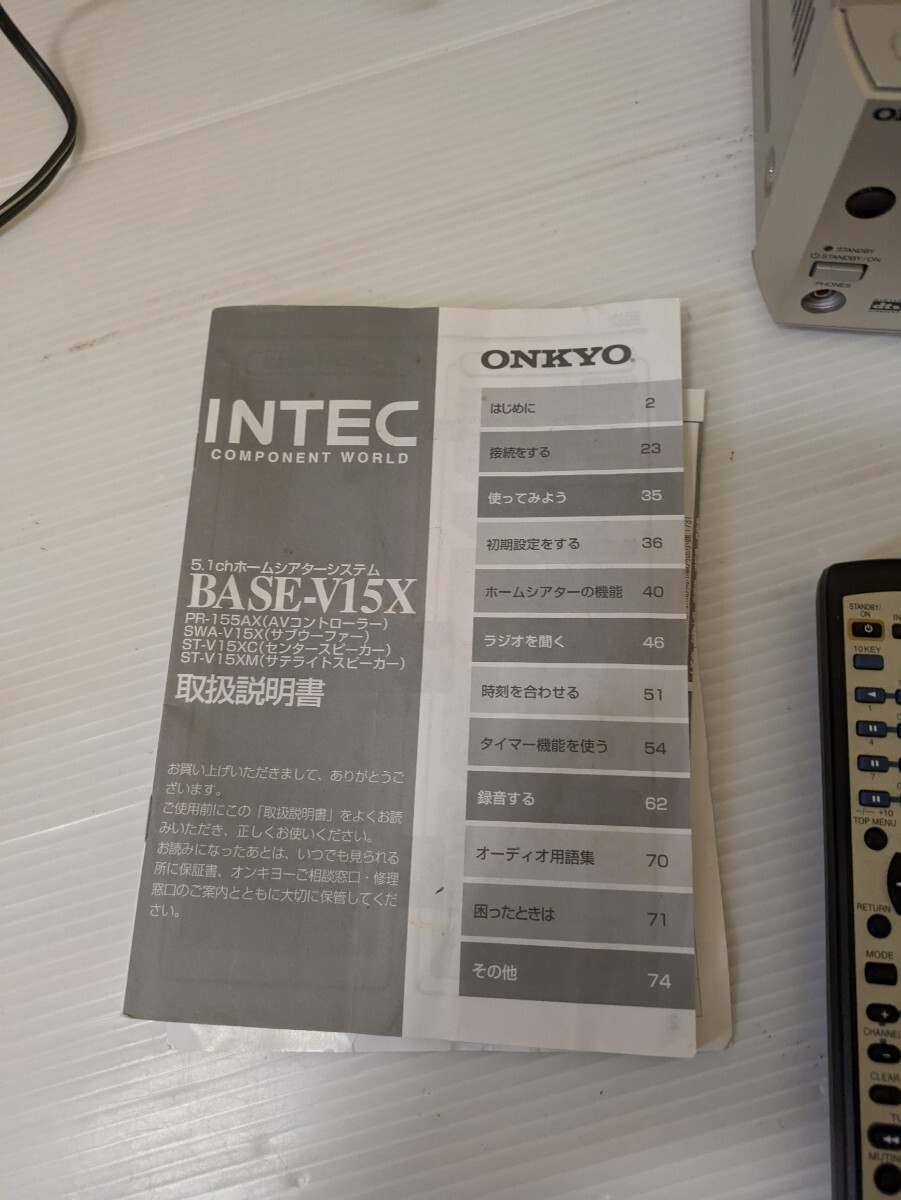 INTEC
COMPONENT WORLD
5.1chホームシアターシステム
BASE-V15X
PR-155AX(AVコントローラー)
SWA-V15X(サブウーファー)
ST-V15XC(センタースピーカー)
ST-V15XM(サテライトスピーカー)
取扱説明書
お買い上げいただきまして、ありがとうご
ざいます。
ご使用前にこの「取扱説明書」をよくお読
みいただき、正しくお使いください。
お読みになったあとは、いつでも見られる
所に保証書、オンキヨーご相談窓口・修理
窓口のご案内とともに大切に保管してくだ
さい。
ONKYO
はじめに 2
接続をする 23
使ってみよう 35
初期設定をする 36
ホームシアターの機能 40
ラジオを聞く 46
時刻を合わせる 51
タイマー機能を使う 54
録音する 62
オーディオ用語集 70
困ったときは 71
その他 74
STANDBY
STANDBY/ON
PHONES
dts
STANDBY/
ON
10KEY
1
4
7
--/--- +10
TOP MENU
RETURN
MODE
+
CHANNEL
-
CLEAR
MUTING